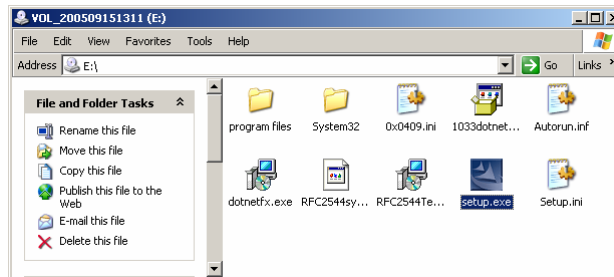 VOL_200509151311 (E:)
File Edit View Favorites Tools Help
Address E:\ Go Links »
File and Folder Tasks
Rename this file
Move this file
Copy this file
Publish this file to the
Web
E-mail this file
Delete this file
program files System32 0x0409.ini 1033dotnet... Autorun.inf
dotnetfx.exe RFC2544sy... RFC2544Te... setup.exe Setup.ini